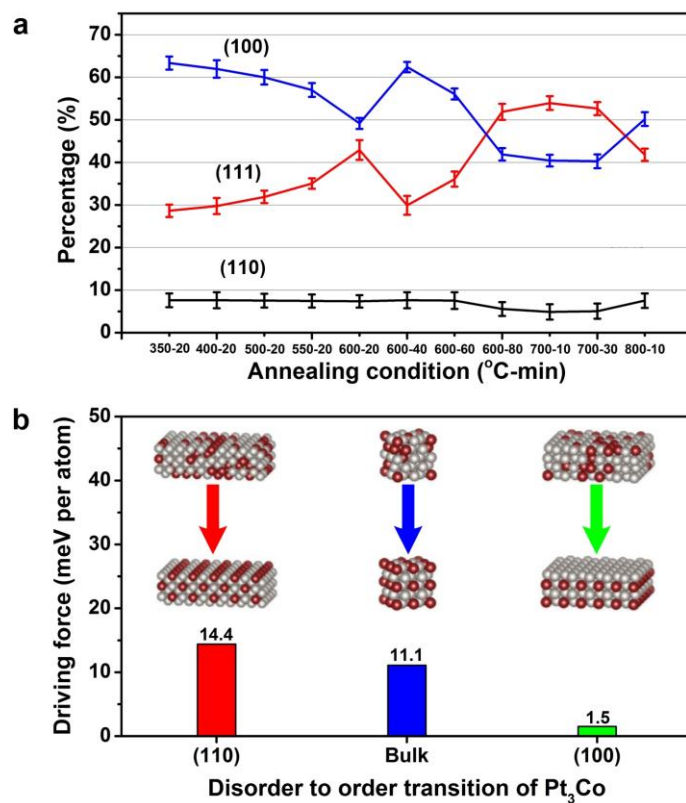 a
70
60
50
40
30
20
10
0
Percentage (%)
(100)
(111)
(110)
350-20 400-20 500-20 550-20 600-20 600-40 600-60 600-80 700-10 700-30 800-10
Annealing condition (°C-min)
b
50
40
30
20
10
0
Driving force (meV per atom)
14.4
11.1
1.5
(110) Bulk (100)
Disorder to order transition of Pt₃Co